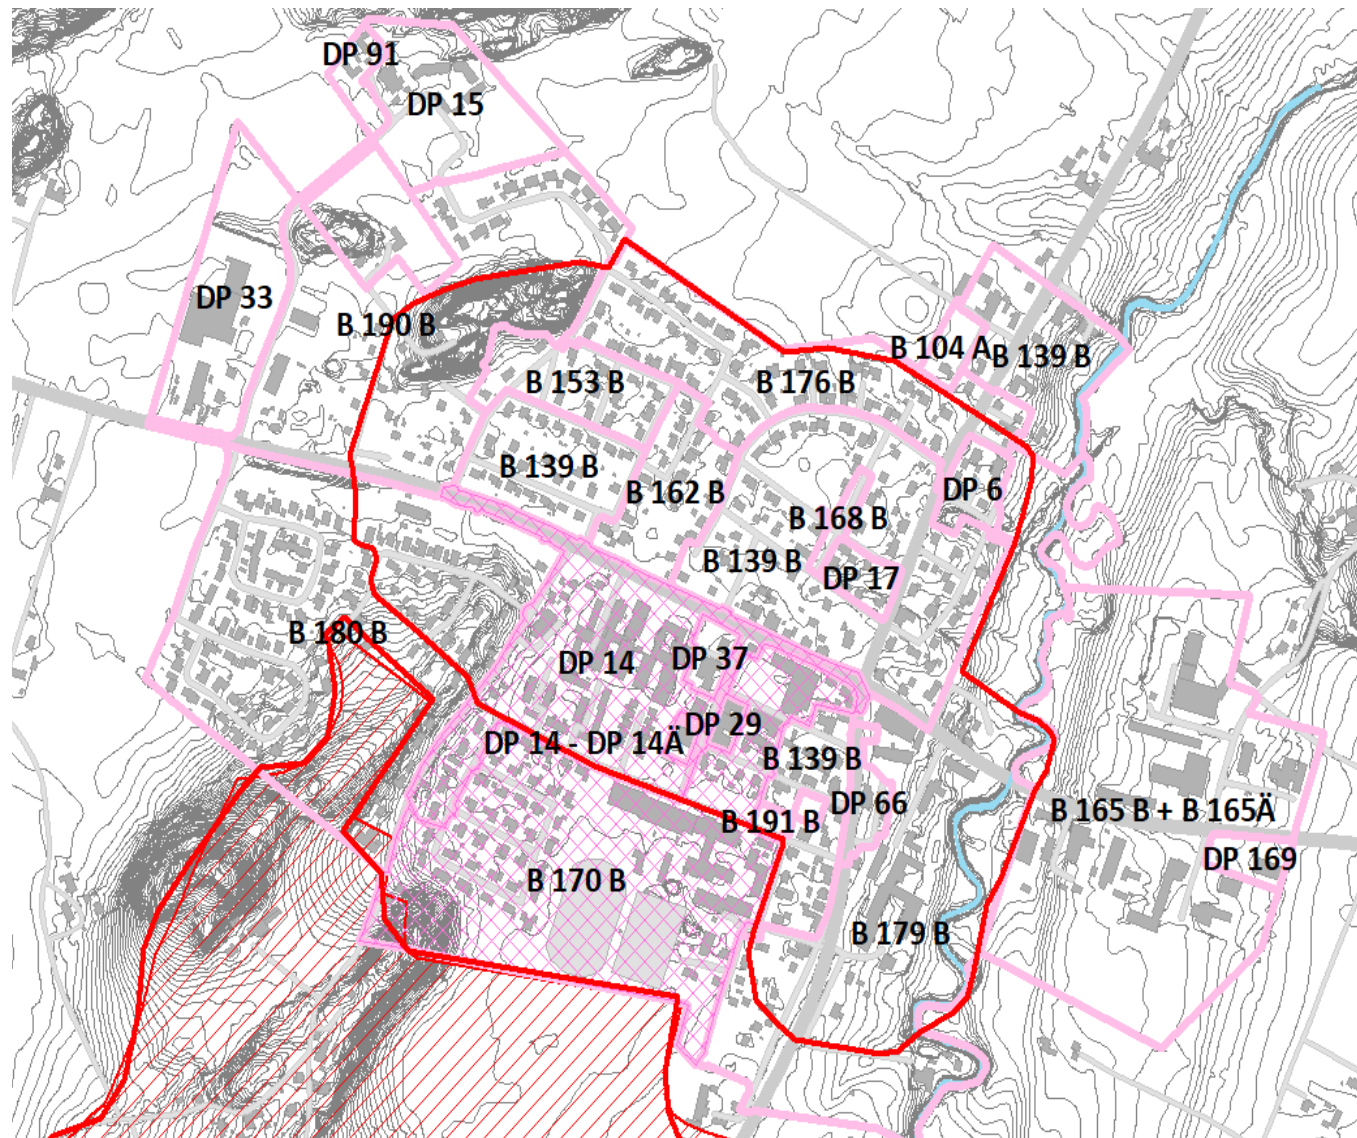 DP 91
DP 15
DP 33
B 190 B
B 104 A
B 139 B
B 153 B
B 176 B
B 139 B
B 162 B
DP 6
B 168 B
B 139 B
DP 17
B 180 B
DP 14
DP 37
DP 29
DP 14 - DP 14Ä
B 139 B
DP 66
B 191 B
B 165 B + B 165Ä
DP 169
B 170 B
B 179 B